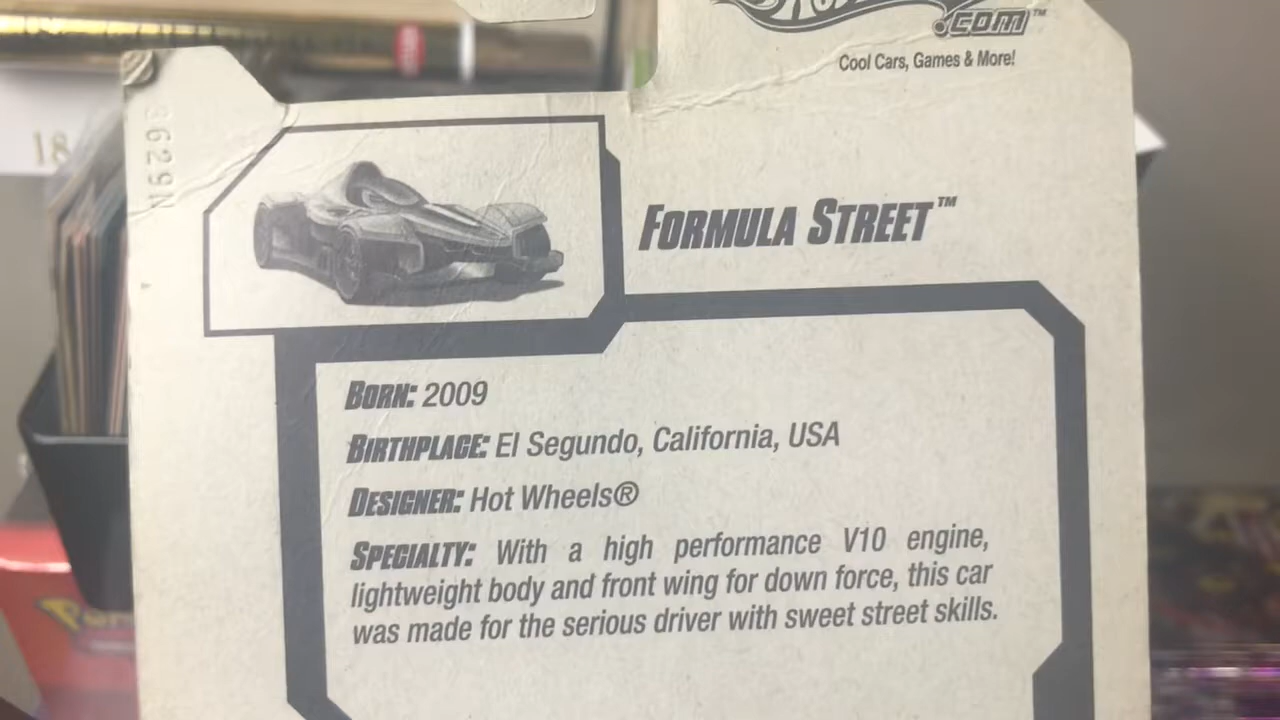 .COM™
Cool Cars, Games & More!
3629N
18
FORMULA STREET™
BORN: 2009
BIRTHPLACE: El Segundo, California, USA
DESIGNER: Hot Wheels®
SPECIALTY: With a high performance V10 engine,
lightweight body and front wing for down force, this car
was made for the serious driver with sweet street skills.